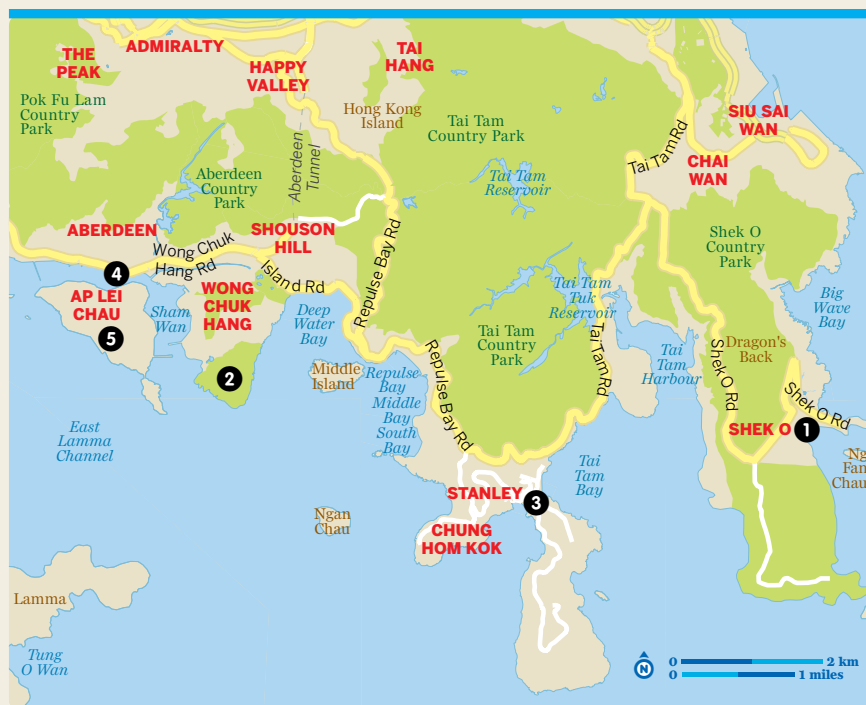 THE
PEAK
ADMIRALTY
HAPPY
VALLEY
TAI
HANG
Pok Fu Lam
Country
Park
Hong Kong
Island
Tai Tam
Country Park
Tai Tam Rd
SIU SAI
WAN
CHAI
WAN
Aberdeen
Tunnel
Aberdeen
Country
Park
Tai Tam
Reservoir
ABERDEEN
Wong Chuk
Hang Rd
SHOUSON
HILL
Island Rd
Repulse Bay Rd
Shek O
Country
Park
4
AP LEI
CHAU
5
Sham
Wan
WONG
CHUK
HANG
2
Deep
Water
Bay
Tai Tam
Tuk
Reservoir
Big
Wave
Bay
Middle
Island
Repulse
Bay
Middle
Bay
South
Bay
Repulse Bay Rd
Tai Tam
Country
Park
Tai Tam Rd
Tai
Tam
Harbour
Shek O Rd
Dragon's
Back
Shek O Rd
SHEK O
1
East
Lamma
Channel
Ng
Fan
Chau
Tai
Tam
Bay
STANLEY
3
Ngan
Chau
CHUNG
HOM KOK
Lamma
Tung
O Wan
N
0 2 km
0 1 miles